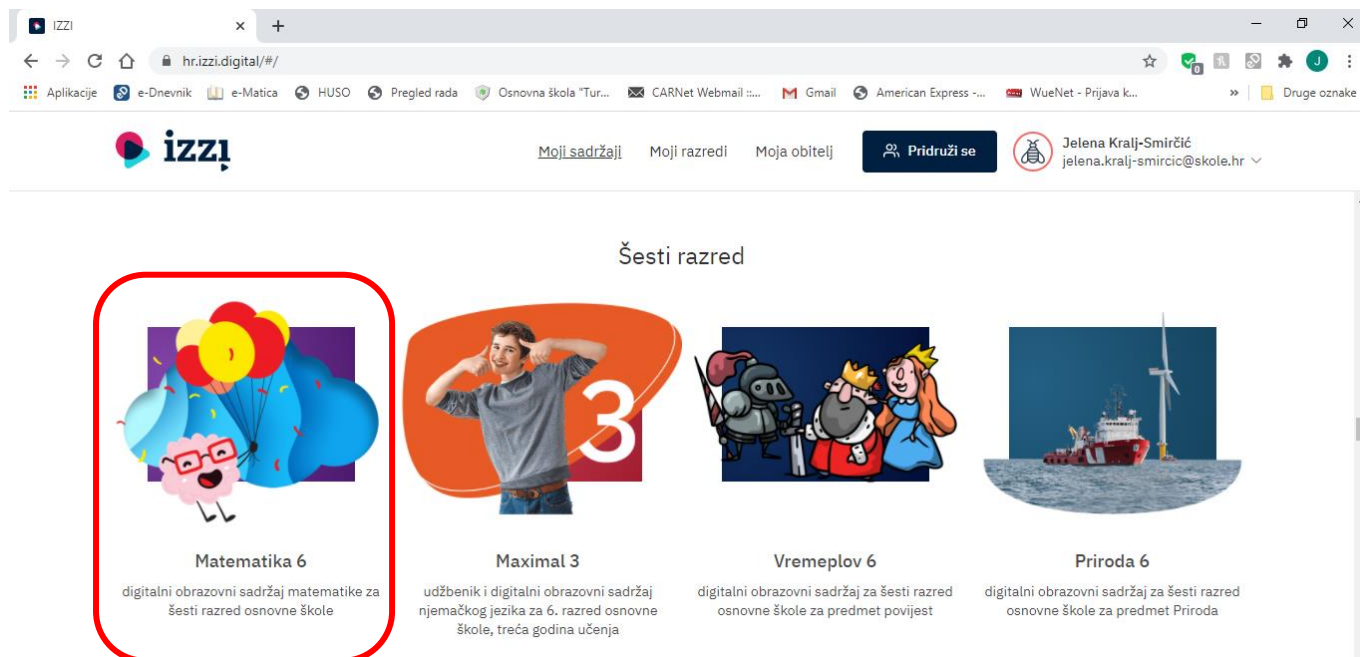 IZZI
hr.izzi.digital/#/
0
J
Aplikacije e-Dnevnik e-Matica HUSO Pregled rada Osnovna škola "Tur... CARNet Webmail ::... Gmail American Express -... WueNet - Prijava k... » Druge oznake
izzi Moji sadržaji Moji razredi Moja obitelj Pridruži se Jelena Kralj-Smirčić
jelena.kralj-smircic@skole.hr
Šesti razred
3
Matematika 6
digitalni obrazovni sadržaj matematike za
šesti razred osnovne škole
Maximal 3
udžbenik i digitalni obrazovni sadržaj
njemačkog jezika za 6. razred osnovne
škole, treća godina učenja
Vremeplov 6
digitalni obrazovni sadržaj za šesti razred
osnovne škole za predmet povijest
Priroda 6
digitalni obrazovni sadržaj za šesti razred
osnovne škole za predmet Priroda